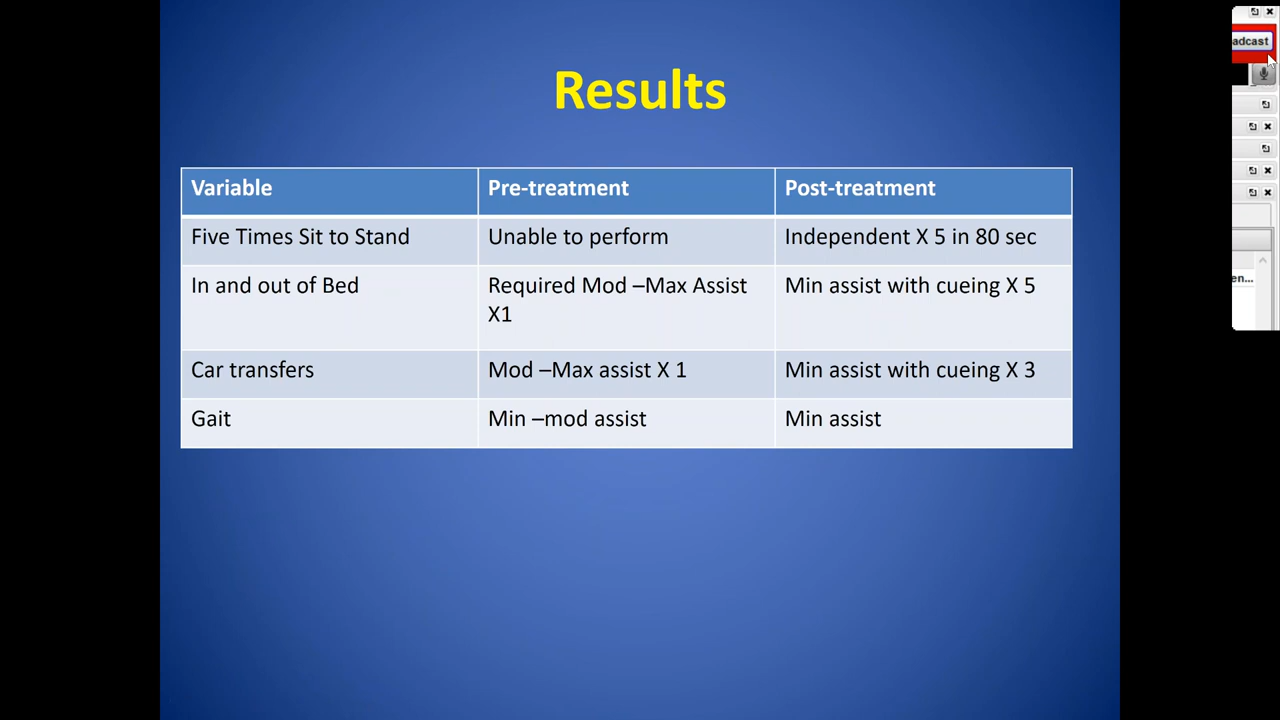 Results
Variable Pre-treatment Post-treatment
Five Times Sit to Stand Unable to perform Independent X 5 in 80 sec
In and out of Bed Required Mod –Max Assist Min assist with cueing X 5
X1
Car transfers Mod –Max assist X 1 Min assist with cueing X 3
Gait Min –mod assist Min assist
adcast
en...